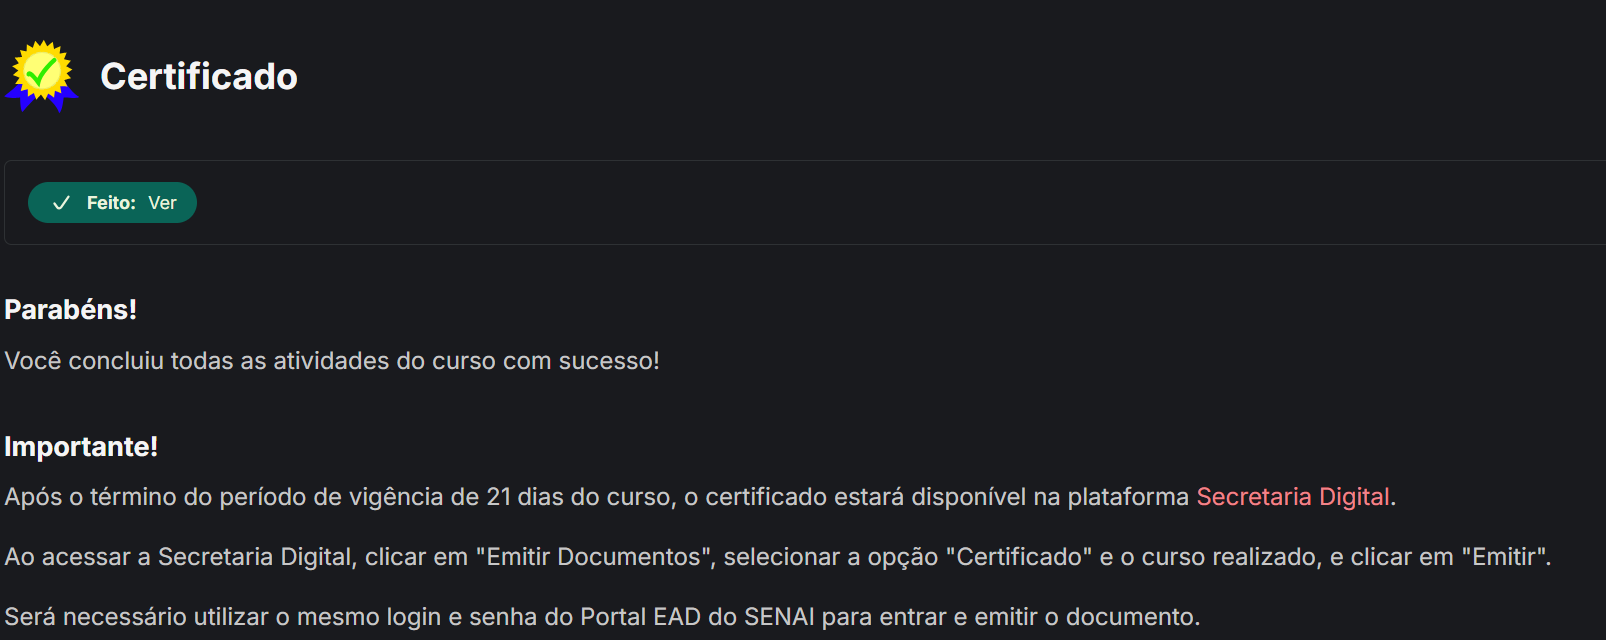 Certificado
Feito: Ver
Parabéns!
Você concluiu todas as atividades do curso com sucesso!
Importante!
Após o término do período de vigência de 21 dias do curso, o certificado estará disponível na plataforma Secretaria Digital.
Ao acessar a Secretaria Digital, clicar em "Emitir Documentos", selecionar a opção "Certificado" e o curso realizado, e clicar em "Emitir".
Será necessário utilizar o mesmo login e senha do Portal EAD do SENAI para entrar e emitir o documento.